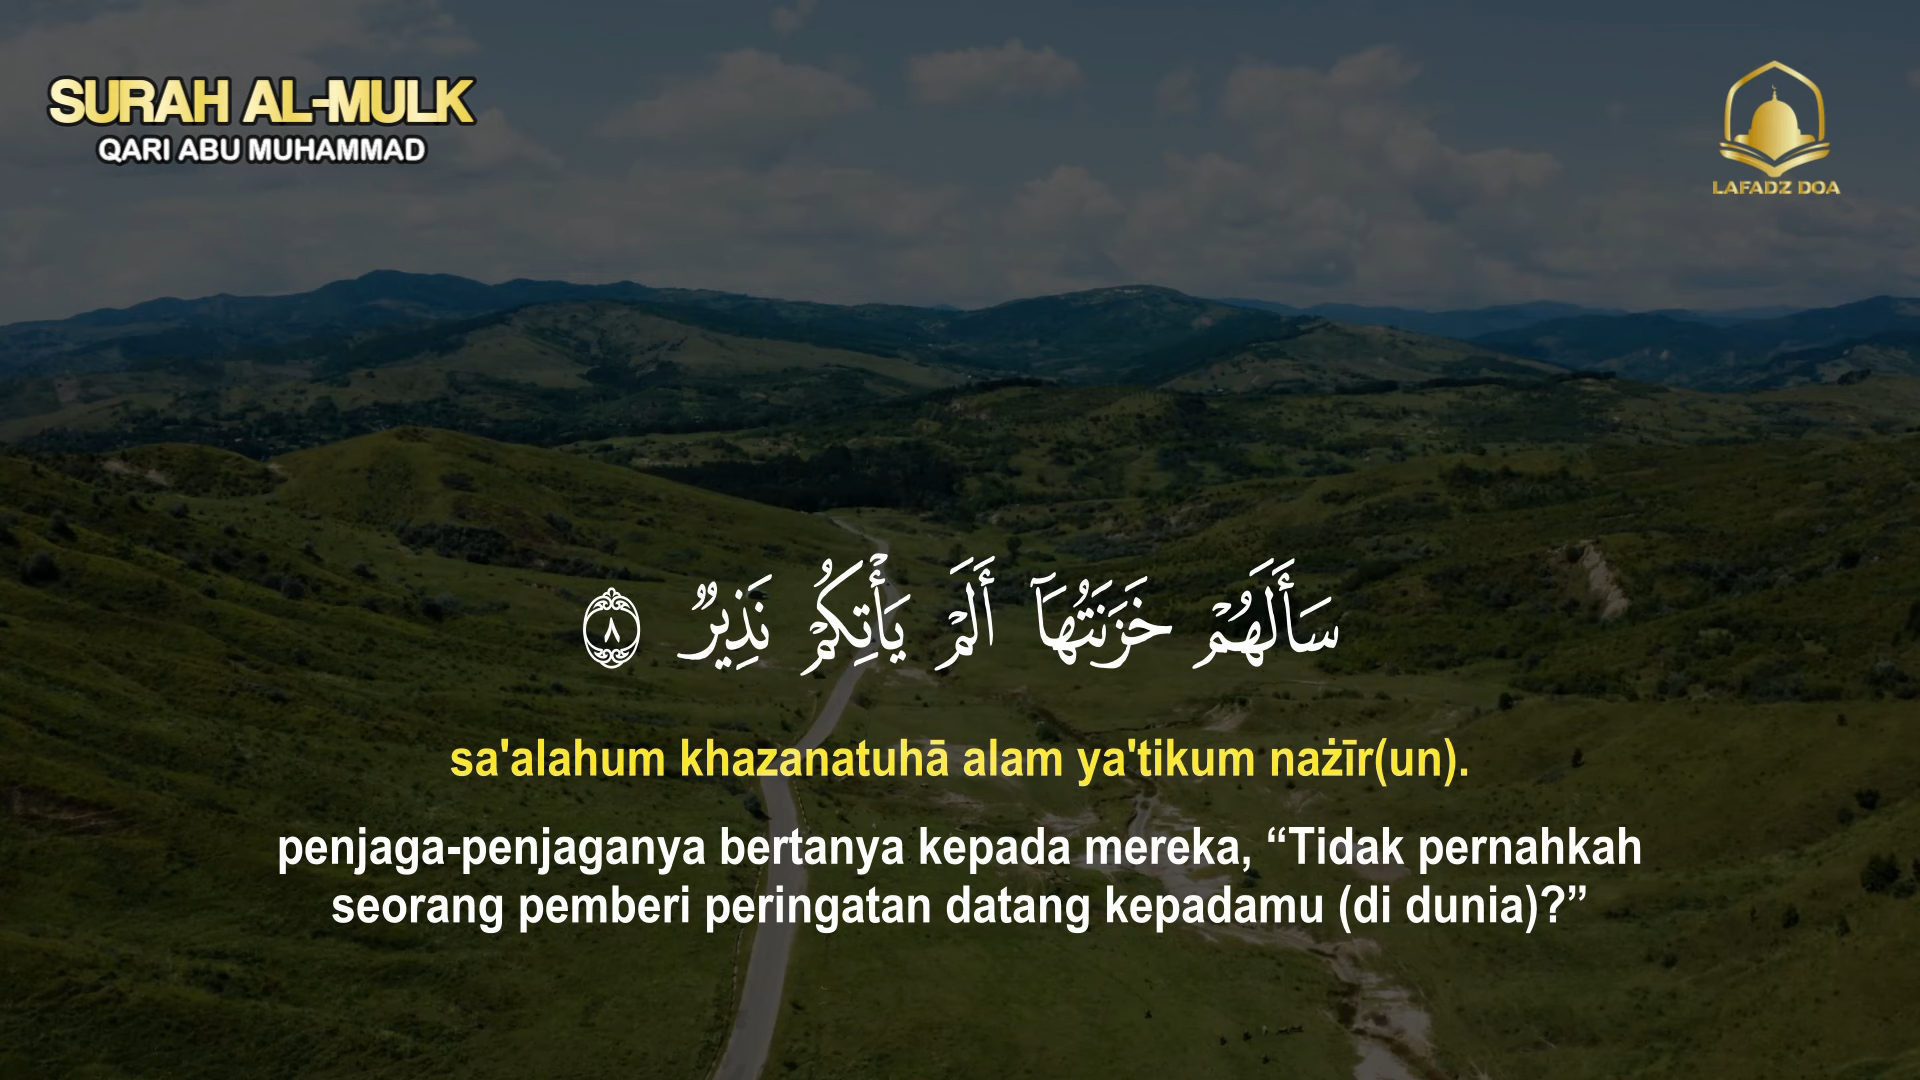 SURAH AL-MULK
QARI ABU MUHAMMAD
LAFADZ DOA
سَأَلَهُمْ خَزَنَتُهَآ أَلَمْ يَأْتِكُمْ نَذِيرٌ ٨
sa'alahum khazanatuhā alam ya'tikum nażīr(un).
penjaga-penjaganya bertanya kepada mereka, “Tidak pernahkah
seorang pemberi peringatan datang kepadamu (di dunia)?”